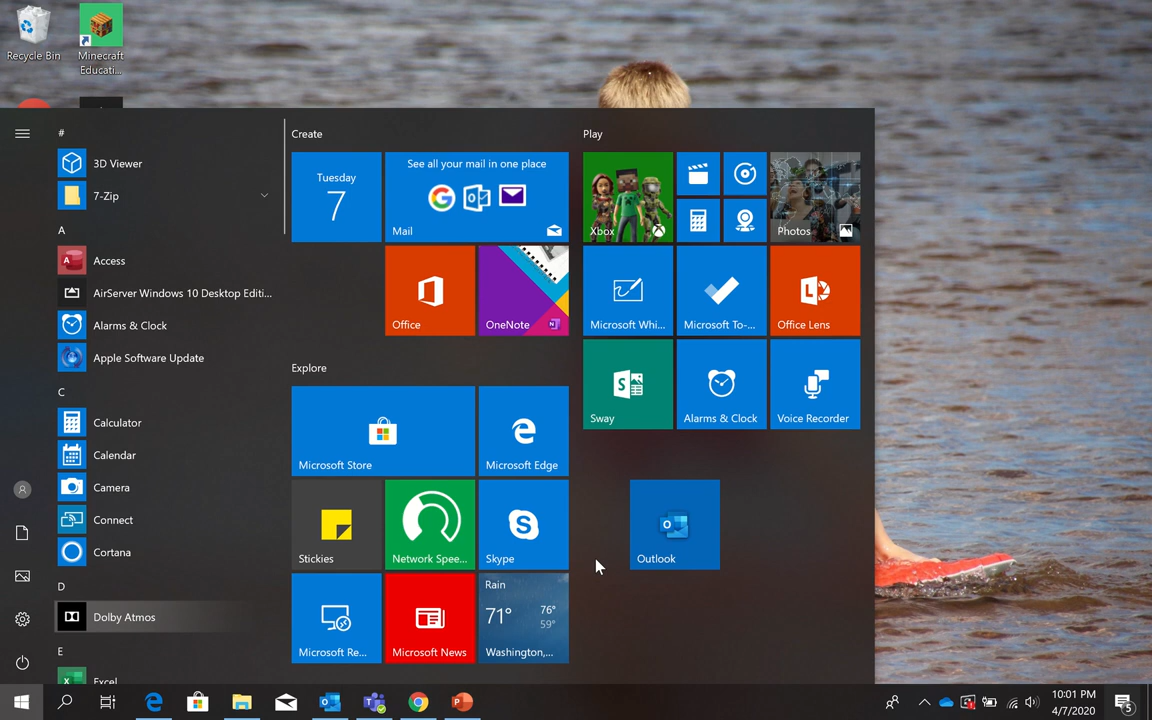 Recycle Bin
Minecraft
Educati...
#
3D Viewer
7-Zip
A
Access
AirServer Windows 10 Desktop Editi...
Alarms & Clock
Apple Software Update
C
Calculator
Calendar
Camera
Connect
Cortana
D
Dolby Atmos
E
Excel
Create
Tuesday
7
See all your mail in one place
Mail
Office
OneNote
Explore
Microsoft Store
Microsoft Edge
Stickies
Network Spee...
Skype
Microsoft Re...
Microsoft News
Rain
71°
76°
59°
Washington,...
Play
Xbox
Photos
Microsoft Whi...
Microsoft To-...
Office Lens
Sway
Alarms & Clock
Voice Recorder
Outlook
10:01 PM
4/7/2020
5